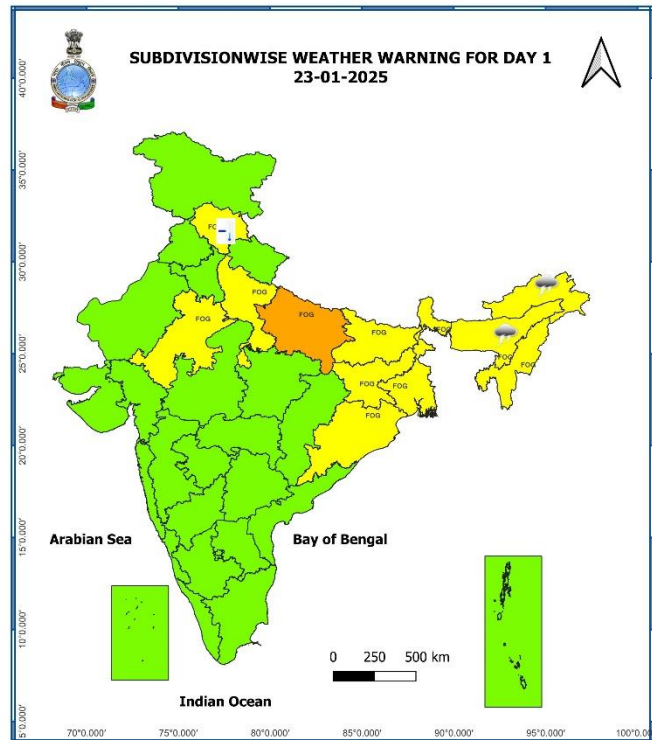 SUBDIVISIONWISE WEATHER WARNING FOR DAY 1
23-01-2025
40°0.000'
35°0.000'
30°0.000'
25°0.000'
20°0.000'
15°0.000'
10°0.000'
5°0.000'
FOG
FOG
FOG
FOG
FOG
FOG
FOG
FOG
FOG
FOG
FOG
Arabian Sea
Bay of Bengal
0 250 500 km
Indian Ocean
70°0.000' 75°0.000' 80°0.000' 85°0.000' 90°0.000' 95°0.000'